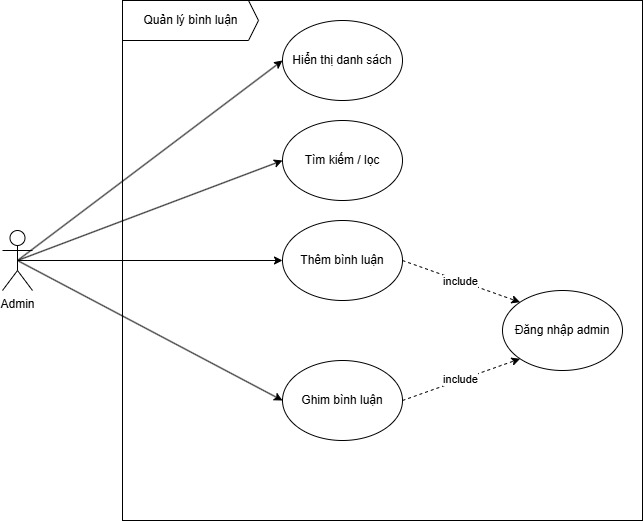 Quản lý bình luận
Hiển thị danh sách
Tìm kiếm / lọc
Thêm bình luận
include
Admin
Đăng nhập admin
include
Ghim bình luận